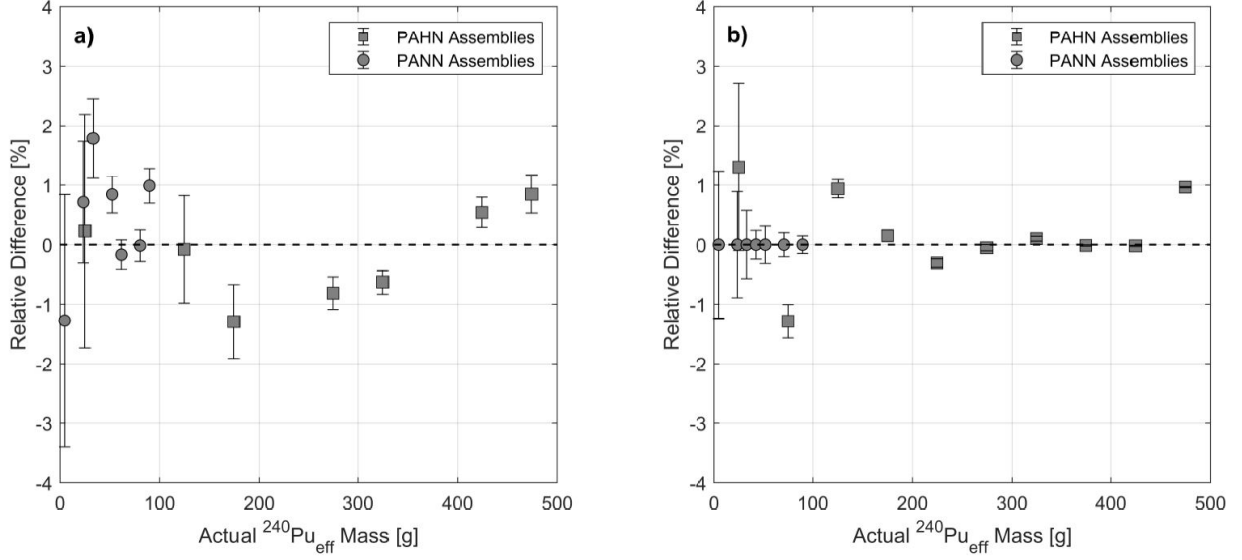 a)
PAHN Assemblies
PANN Assemblies
4
3
2
1
0
-1
-2
-3
-4
Relative Difference [%]
0 100 200 300 400 500
Actual ²⁴⁰Pu_eff Mass [g]
b)
PAHN Assemblies
PANN Assemblies
4
3
2
1
0
-1
-2
-3
-4
Relative Difference [%]
0 100 200 300 400 500
Actual ²⁴⁰Pu_eff Mass [g]